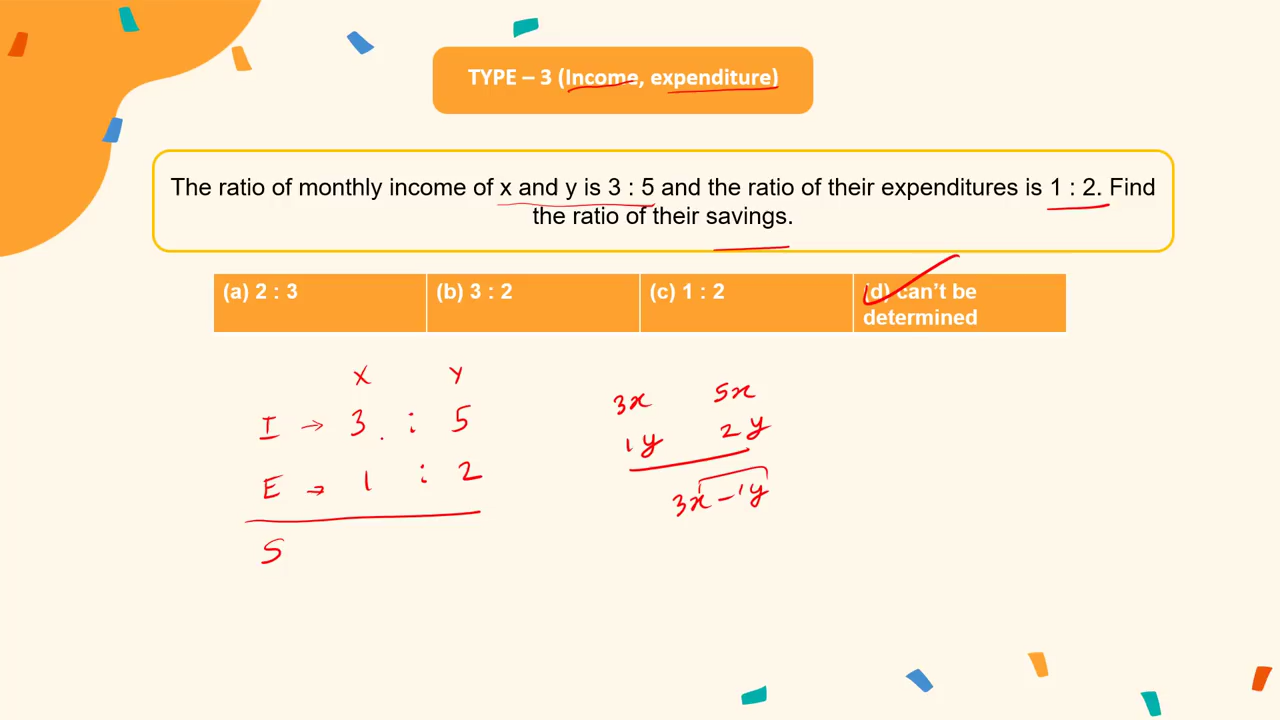 TYPE – 3 (Income, expenditure)
The ratio of monthly income of x and y is 3 : 5 and the ratio of their expenditures is 1 : 2. Find
the ratio of their savings.
(a) 2 : 3
(b) 3 : 2
(c) 1 : 2
(d) can't be
determined
X Y
I → 3 : 5
E → 1 : 2
S
3x 5x
1y 2y
3x – 1y